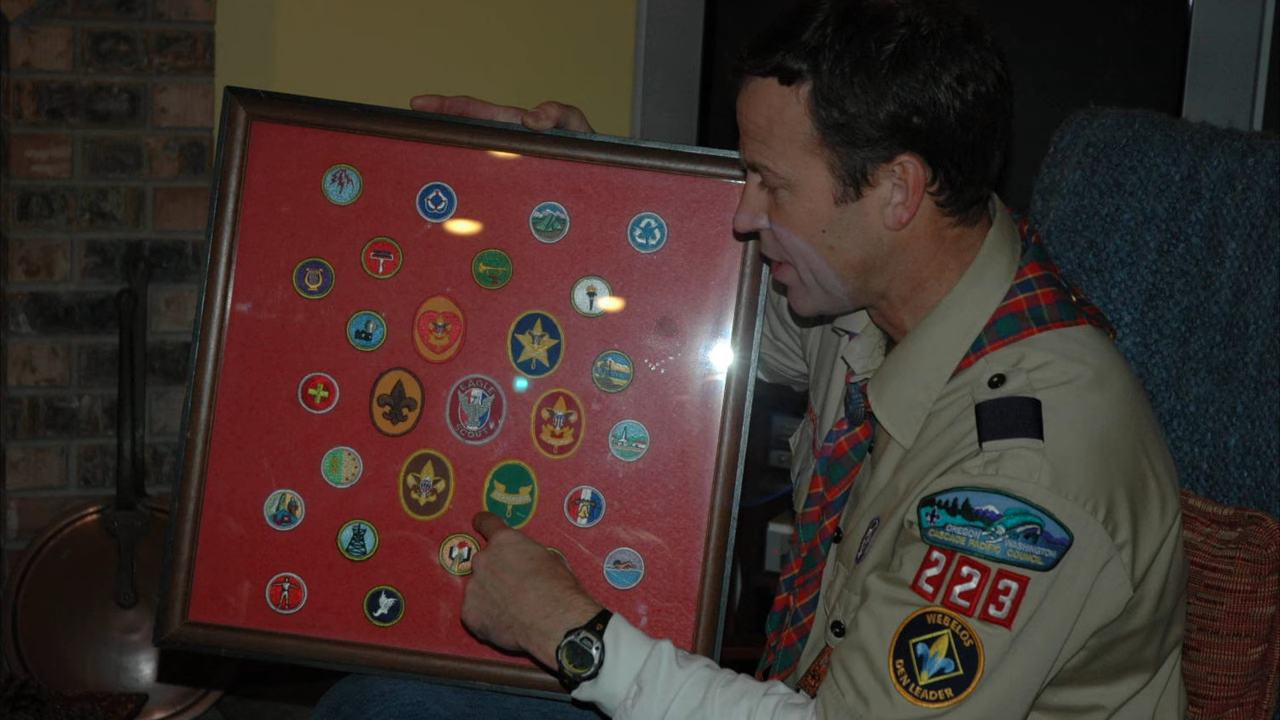 EAGLE
SCOUT
OREGON WASHINGTON
CASCADE PACIFIC COUNCIL
223
WEBELOS
DEN LEADER